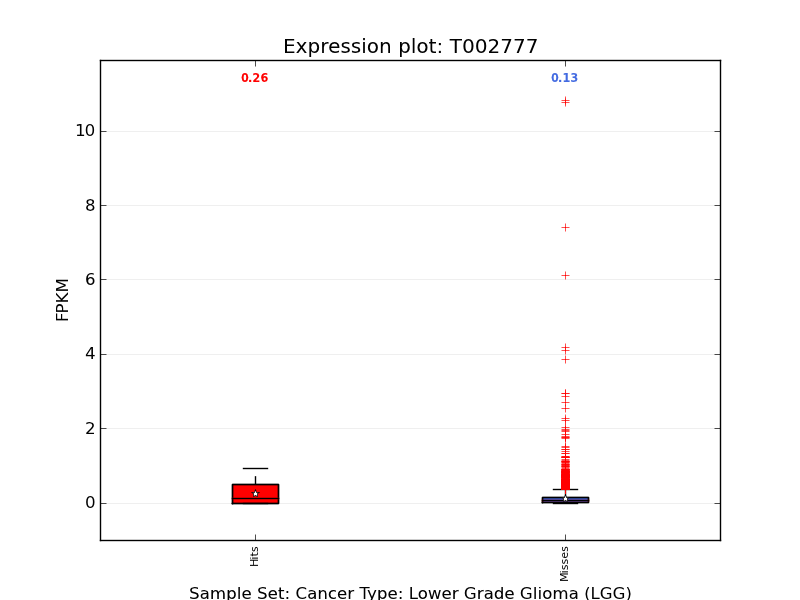 Expression plot: T002777
0.26
0.13
10
8
6
4
2
0
FPKM
Hits
Misses
Sample Set: Cancer Type: Lower Grade Glioma (LGG)